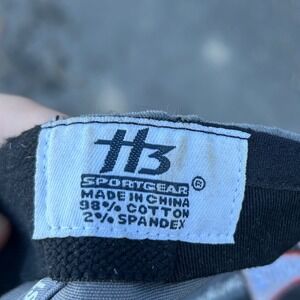 H3
SPORTGEAR®
MADE IN CHINA
98% COTTON
2% SPANDEX